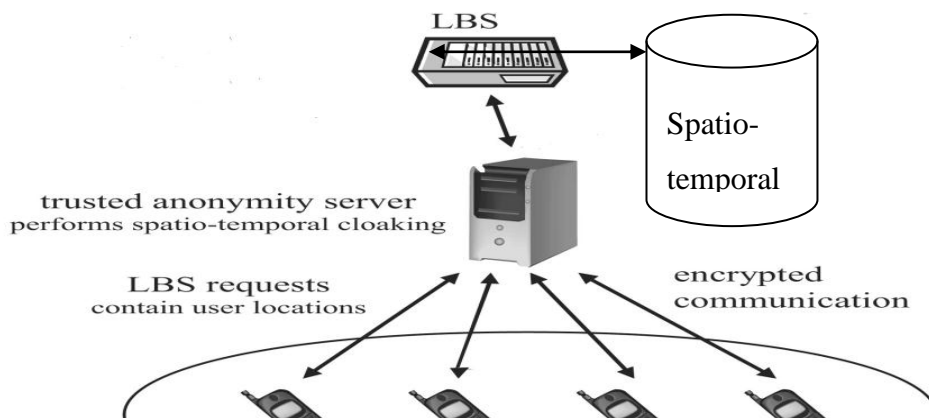 LBS
Spatio-
temporal
trusted anonymity server
performs spatio-temporal cloaking
LBS requests
contain user locations
encrypted
communication